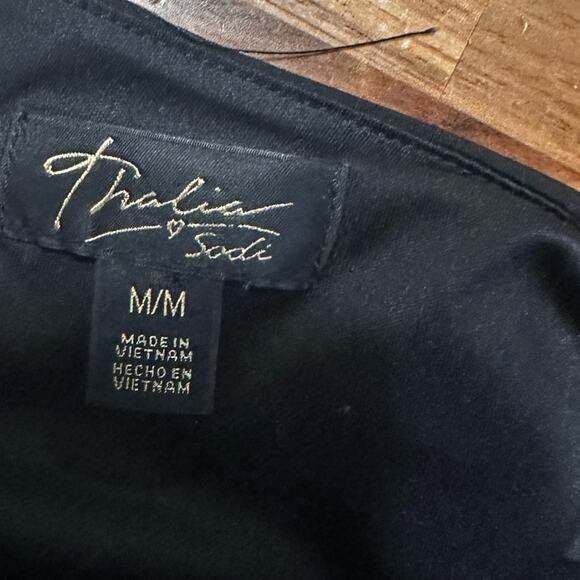 Thalia
Sodi
M/M
MADE IN
VIETNAM
HECHO EN
VIETNAM